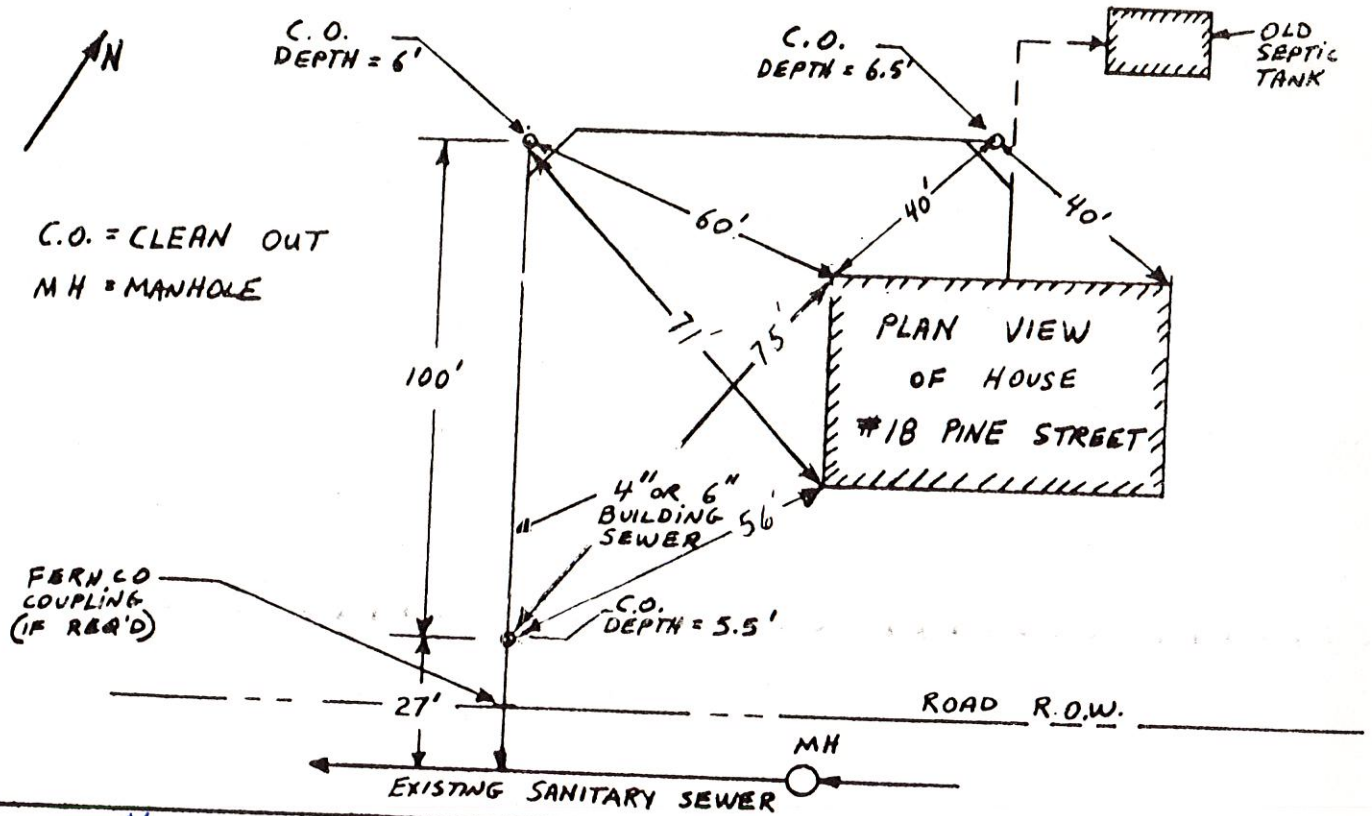 N
C.O.
DEPTH = 6'
C.O.
DEPTH = 6.5'
OLD
SEPTIC
TANK
C.O. = CLEAN OUT
MH = MANHOLE
60'
40'
40'
100'
71'
75'
PLAN VIEW
OF HOUSE
#18 PINE STREET
4" OR 6"
BUILDING
SEWER
56'
FERN.CO
COUPLING
(IF REQ'D)
C.O.
DEPTH = 5.5'
27'
ROAD R.O.W.
MH
EXISTING SANITARY SEWER